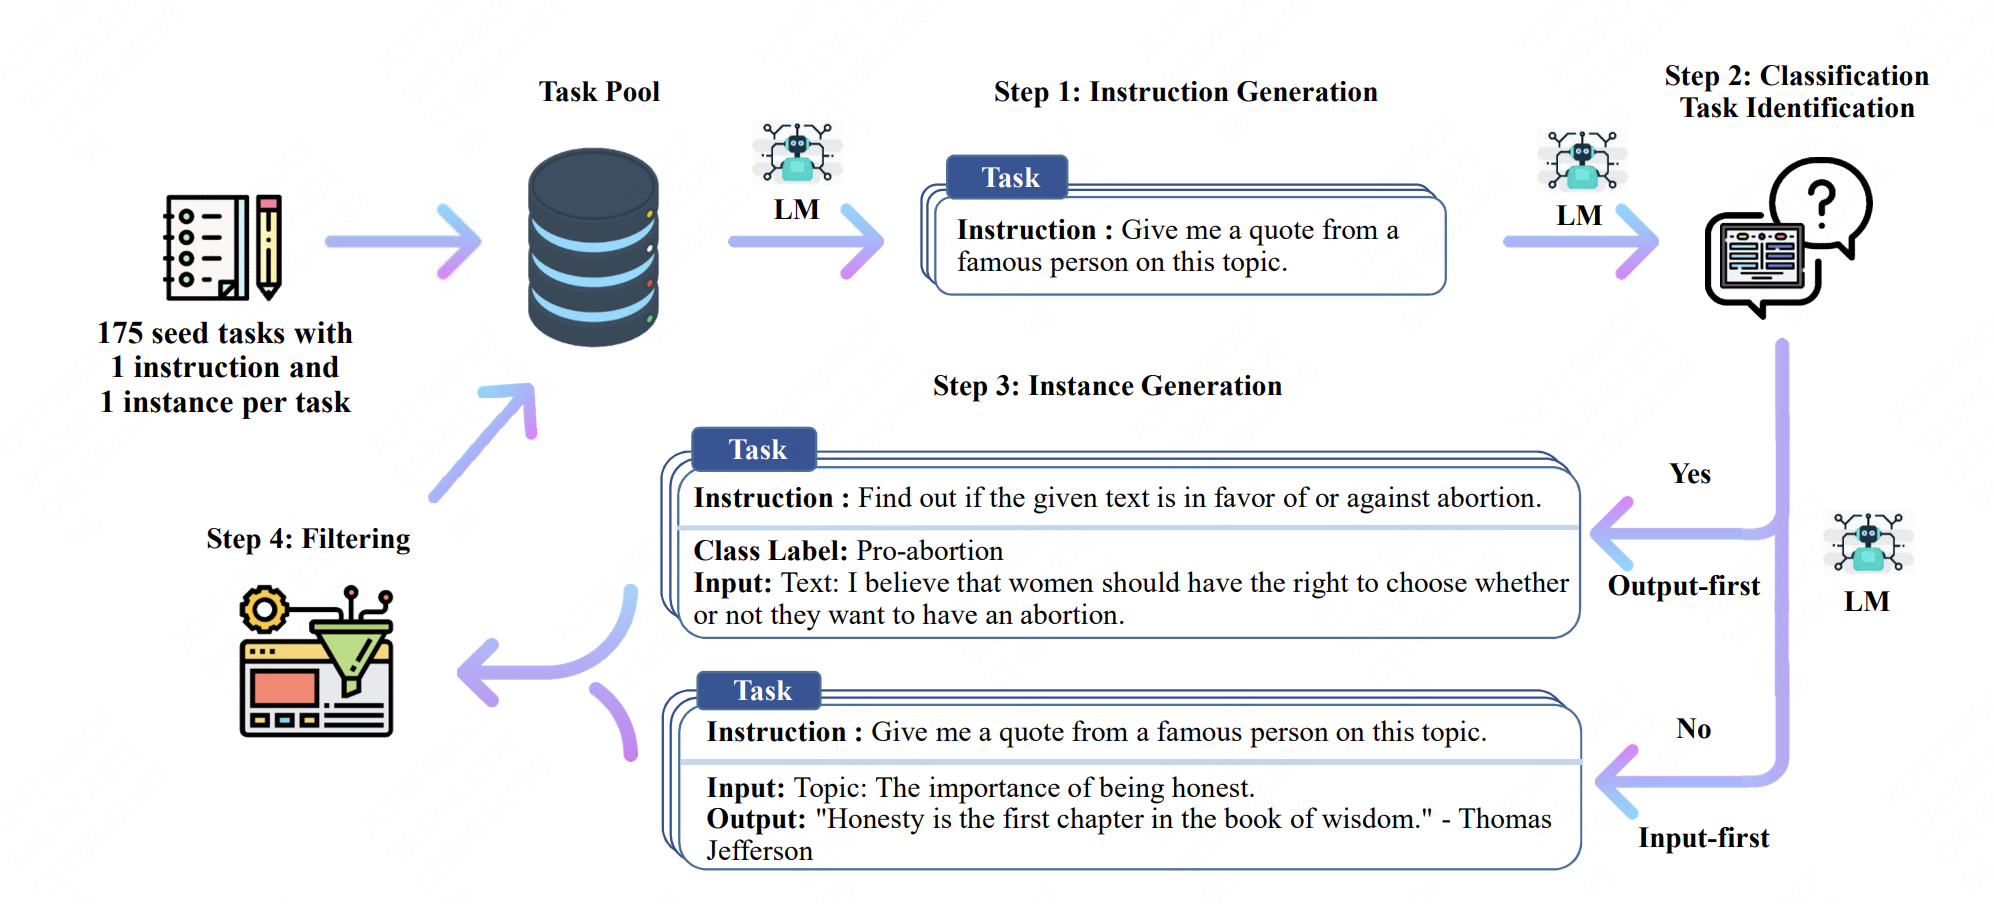 Task Pool
Step 1: Instruction Generation
Step 2: Classification
Task Identification
LM
LM
Task
Instruction : Give me a quote from a
famous person on this topic.
175 seed tasks with
1 instruction and
1 instance per task
Step 3: Instance Generation
Task
Instruction : Find out if the given text is in favor of or against abortion.
Class Label: Pro-abortion
Input: Text: I believe that women should have the right to choose whether
or not they want to have an abortion.
Yes
Output-first
LM
Step 4: Filtering
Task
Instruction : Give me a quote from a famous person on this topic.
Input: Topic: The importance of being honest.
Output: "Honesty is the first chapter in the book of wisdom." - Thomas
Jefferson
No
Input-first